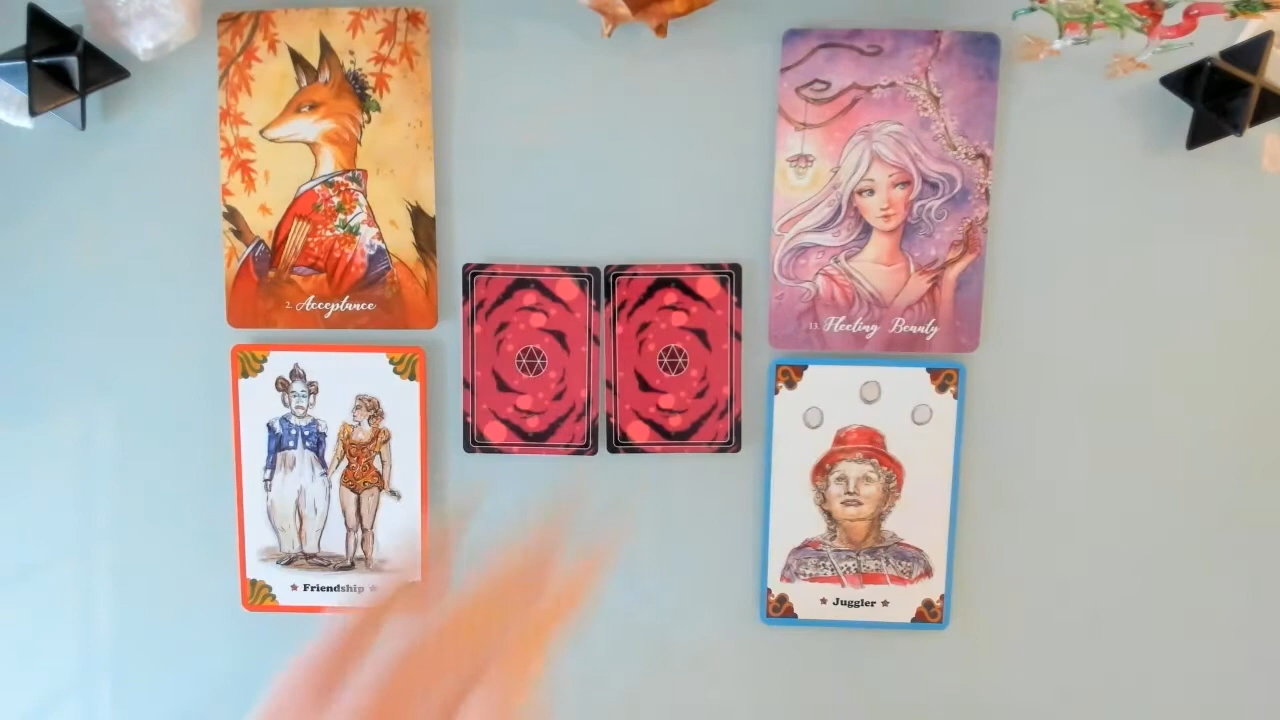 2. Acceptance
13. Fleeting Beauty
★ Friendship ★
★ Juggler ★